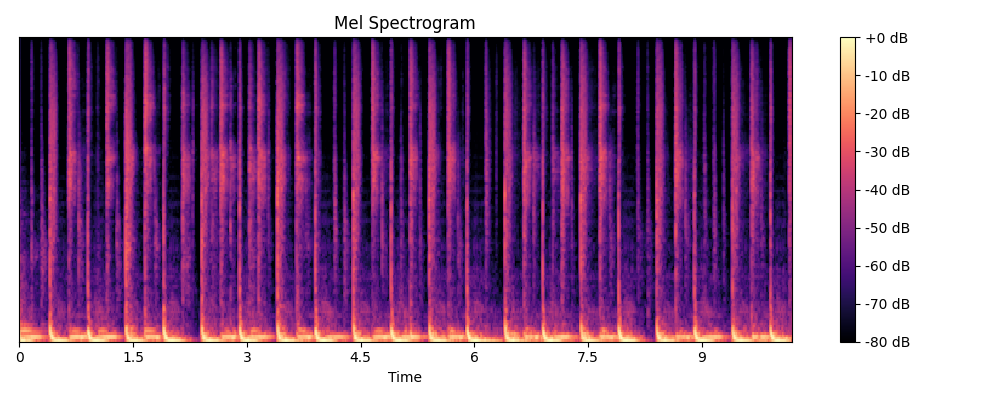 Mel Spectrogram
+0 dB
-10 dB
-20 dB
-30 dB
-40 dB
-50 dB
-60 dB
-70 dB
-80 dB
0 1.5 3 4.5 6 7.5 9
Time